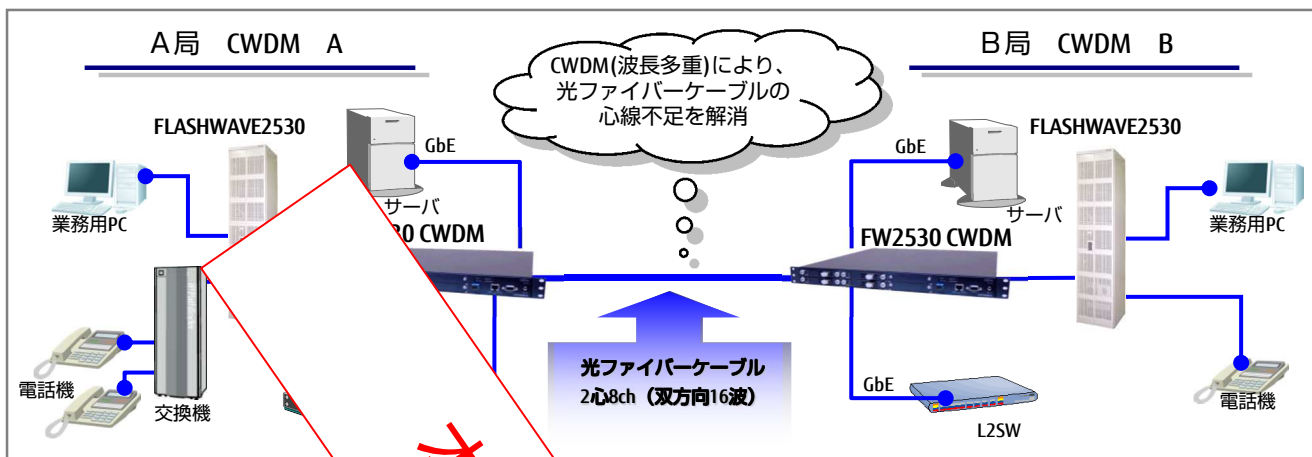 A局 CWDM A
B局 CWDM B
CWDM(波長多重)により、
光ファイバーケーブルの
心線不足を解消
FLASHWAVE2530
GbE
サーバ
業務用PC
30 CWDM
電話機
交換機
光ファイバーケーブル
2心8ch（双方向16波）
FLASHWAVE2530
GbE
サーバ
業務用PC
FW2530 CWDM
GbE
L2SW
電話機